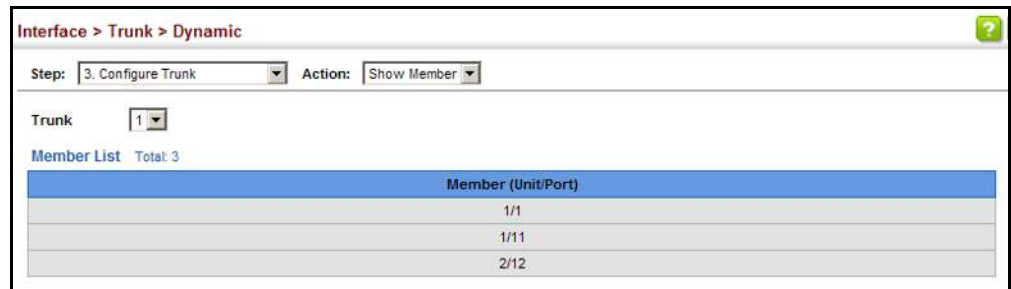 Interface > Trunk > Dynamic
?
Step: 3. Configure Trunk Action: Show Member
Trunk 1
Member List Total: 3
Member (Unit/Port)
1/1
1/11
2/12